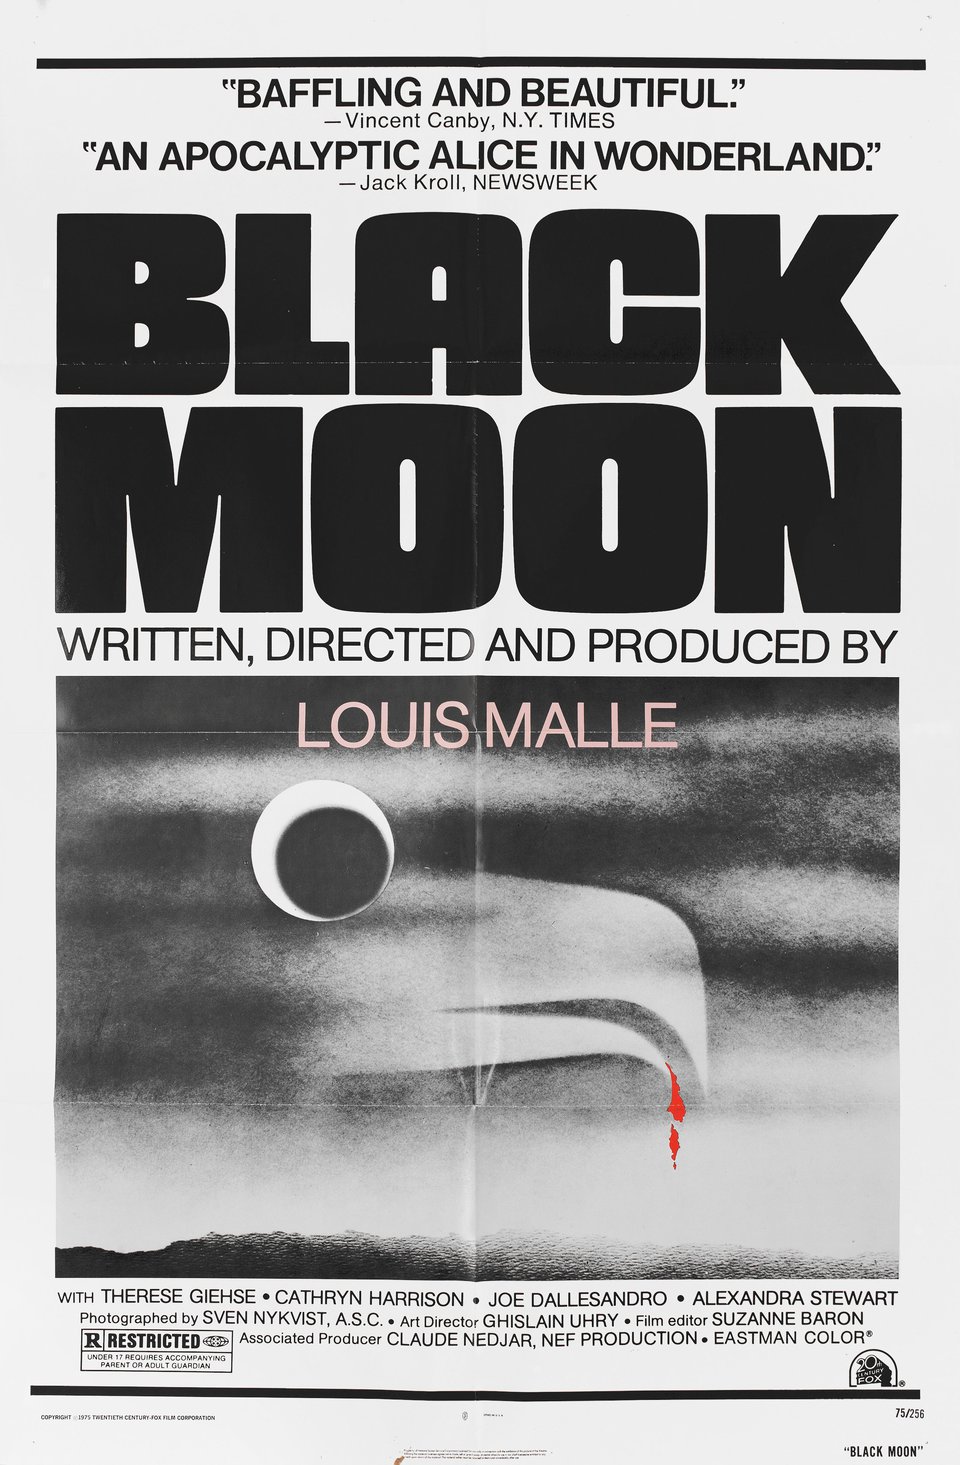 "BAFFLING AND BEAUTIFUL."
—Vincent Canby, N.Y. TIMES
"AN APOCALYPTIC ALICE IN WONDERLAND."
—Jack Kroll, NEWSWEEK
BLACK
MOON
WRITTEN, DIRECTED AND PRODUCED BY
LOUIS MALLE
WITH THERESE GIEHSE • CATHRYN HARRISON • JOE DALLESANDRO • ALEXANDRA STEWART
Photographed by SVEN NYKVIST, A.S.C. • Art Director GHISLAIN UHRY • Film editor SUZANNE BARON
Associated Producer CLAUDE NEDJAR, NEF PRODUCTION • EASTMAN COLOR®
R RESTRICTED
UNDER 17 REQUIRES ACCOMPANYING
PARENT OR ADULT GUARDIAN
20th
CENTURY
FOX ®
COPYRIGHT ©1975 TWENTIETH CENTURY-FOX FILM CORPORATION
75/256
"BLACK MOON"